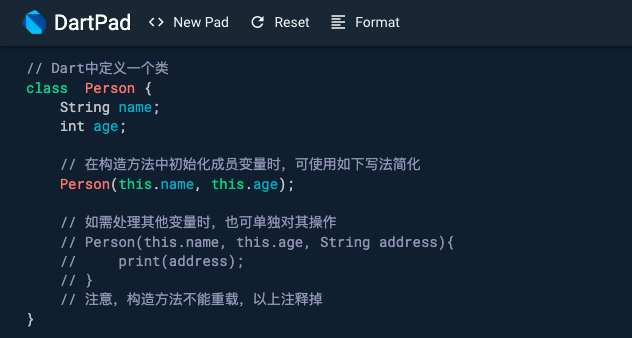 DartPad <> New Pad Reset Format
// Dart中定义一个类
class  Person {
    String name;
    int age;

    // 在构造方法中初始化成员变量时，可使用如下写法简化
    Person(this.name, this.age);

    // 如需处理其他变量时，也可单独对其操作
    // Person(this.name, this.age, String address){
    //     print(address);
    // }
    // 注意，构造方法不能重载，以上注释掉
}